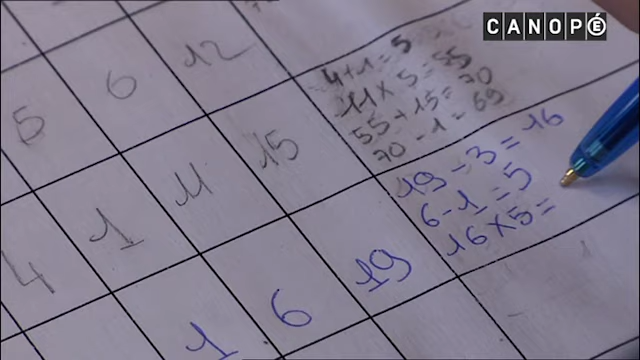 CANOPÉ
5 6 12
4+1=5
11×5=55
55+15=70
70-1=69
4 1 11 15
19-3=16
6-1=5
16×5=
1 6 19